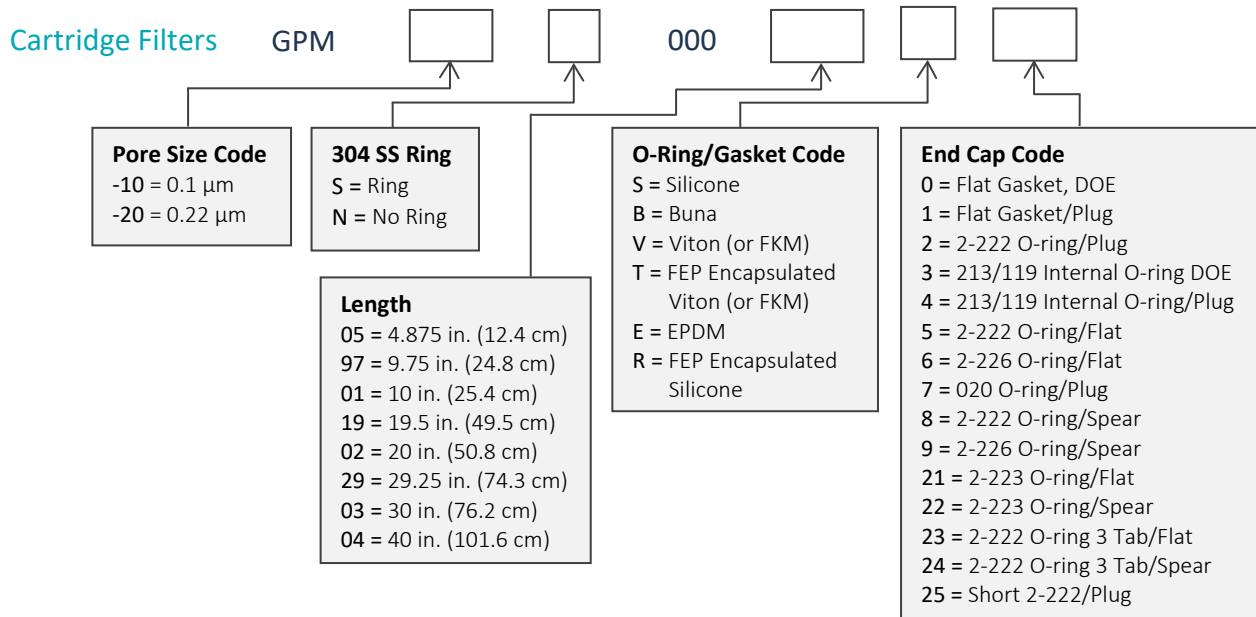 Cartridge Filters GPM 000
Pore Size Code
-10 = 0.1 µm
-20 = 0.22 µm
304 SS Ring
S = Ring
N = No Ring
Length
05 = 4.875 in. (12.4 cm)
97 = 9.75 in. (24.8 cm)
01 = 10 in. (25.4 cm)
19 = 19.5 in. (49.5 cm)
02 = 20 in. (50.8 cm)
29 = 29.25 in. (74.3 cm)
03 = 30 in. (76.2 cm)
04 = 40 in. (101.6 cm)
O-Ring/Gasket Code
S = Silicone
B = Buna
V = Viton (or FKM)
T = FEP Encapsulated
Viton (or FKM)
E = EPDM
R = FEP Encapsulated
Silicone
End Cap Code
0 = Flat Gasket, DOE
1 = Flat Gasket/Plug
2 = 2-222 O-ring/Plug
3 = 213/119 Internal O-ring DOE
4 = 213/119 Internal O-ring/Plug
5 = 2-222 O-ring/Flat
6 = 2-226 O-ring/Flat
7 = 020 O-ring/Plug
8 = 2-222 O-ring/Spear
9 = 2-226 O-ring/Spear
21 = 2-223 O-ring/Flat
22 = 2-223 O-ring/Spear
23 = 2-222 O-ring 3 Tab/Flat
24 = 2-222 O-ring 3 Tab/Spear
25 = Short 2-222/Plug